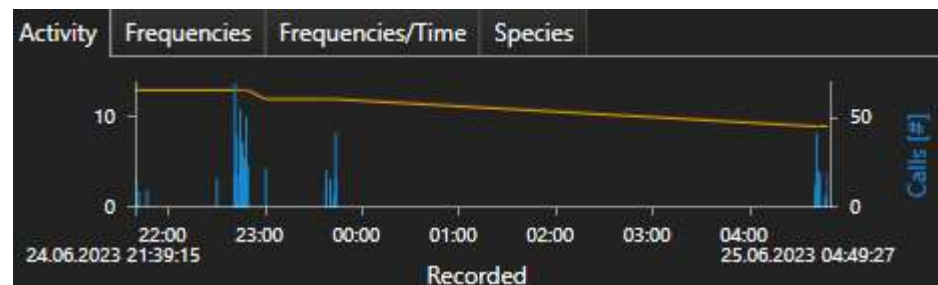 Activity Frequencies Frequencies/Time Species
10 50
0 0
Calls [#]
22:00 23:00 00:00 01:00 02:00 03:00 04:00
24.06.2023 21:39:15 25.06.2023 04:49:27
Recorded